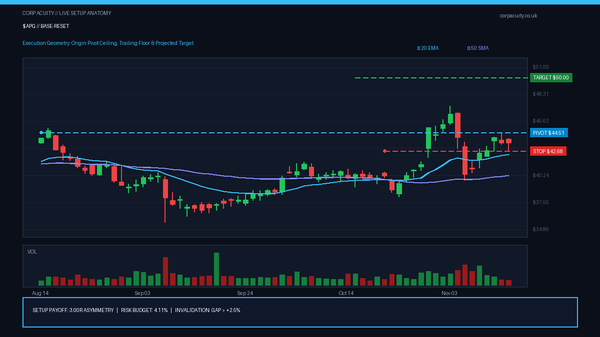 CORP ACUITY // LIVE SETUP ANATOMY
corpacuity.co.uk
$APG // BASE-RESET
Execution Geometry: Origin Pivot Ceiling, Trailing Floor & Projected Target
20 EMA
50 SMA
$51.00
TARGET $50.00
$48.31
$45.62
PIVOT $44.51
STOP $42.68
$40.24
$37.55
$34.86
VOL
Aug 14
Sep 03
Sep 24
Oct 14
Nov 03
SETUP PAYOFF: 3.00R ASYMMETRY | RISK BUDGET: 4.11% | INVALIDATION: GAP > +2.5%